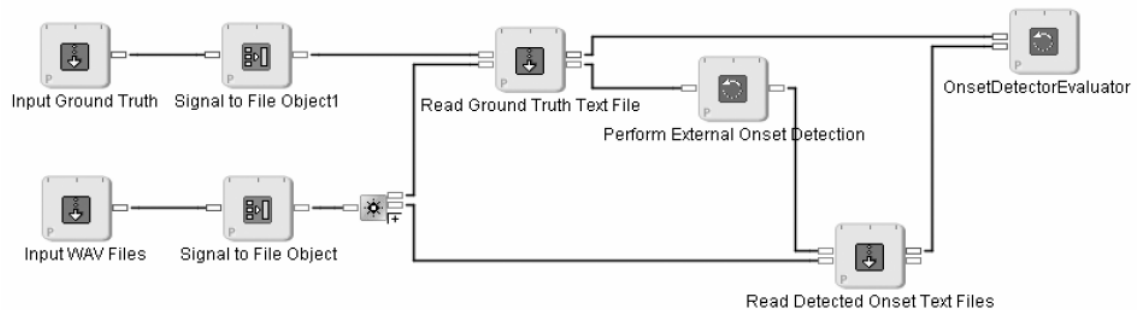 Input Ground Truth
Signal to File Object1
Read Ground Truth Text File
Perform External Onset Detection
OnsetDetectorEvaluator
Input WAV Files
Signal to File Object
Read Detected Onset Text Files
P
P
P
P
P
P
P
P